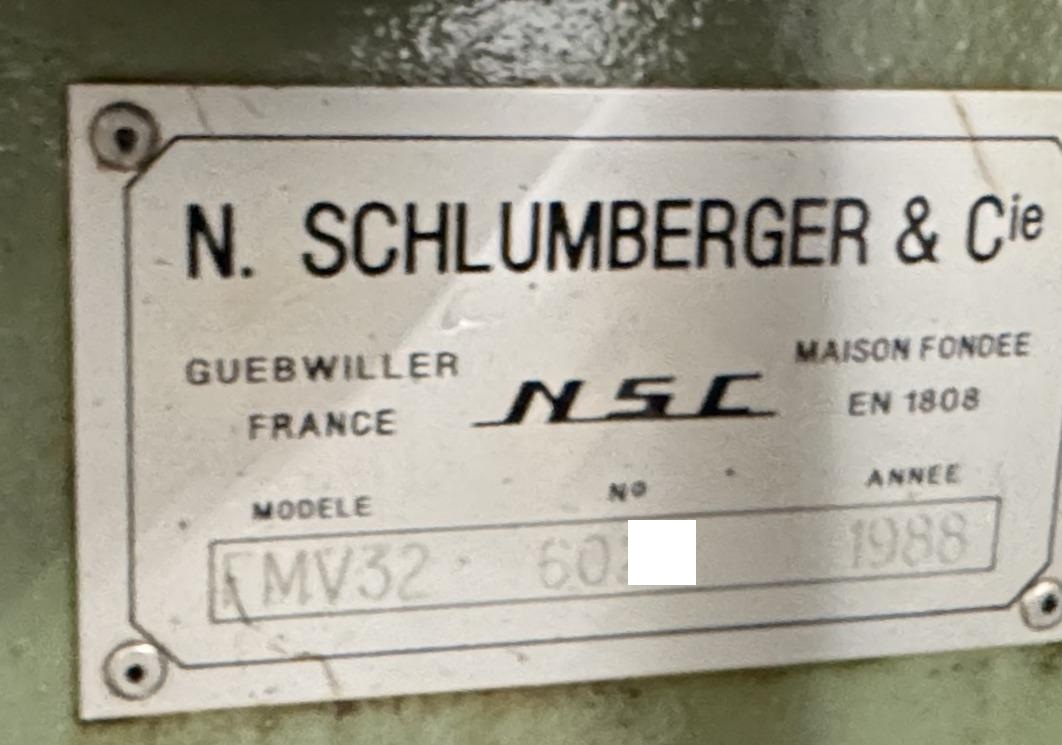 N. SCHLUMBERGER & Cie
GUEBWILLER
FRANCE
NSC
MAISON FONDEE
EN 1808
MODELE
No
ANNEE
FMV32
1988